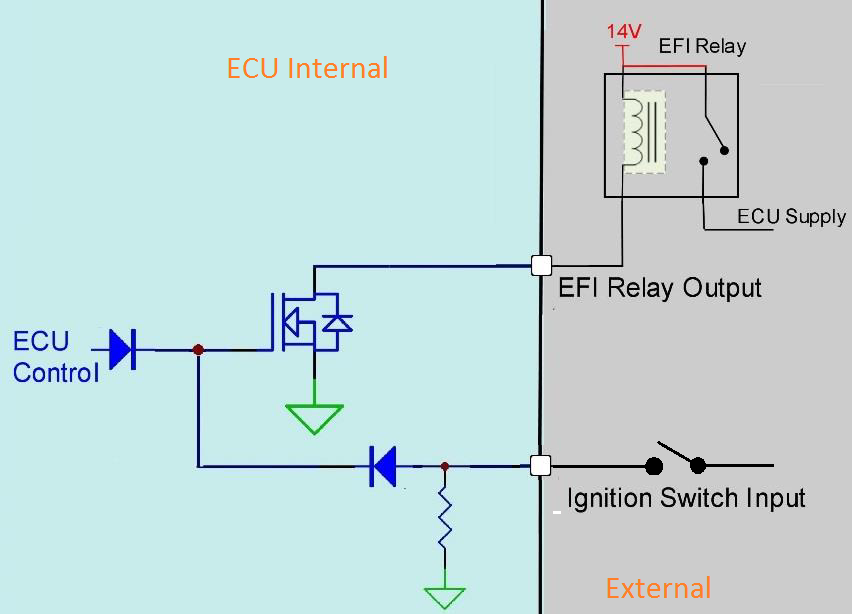 14V
EFI Relay
ECU Internal
ECU Supply
EFI Relay Output
ECU
Control
Ignition Switch Input
External